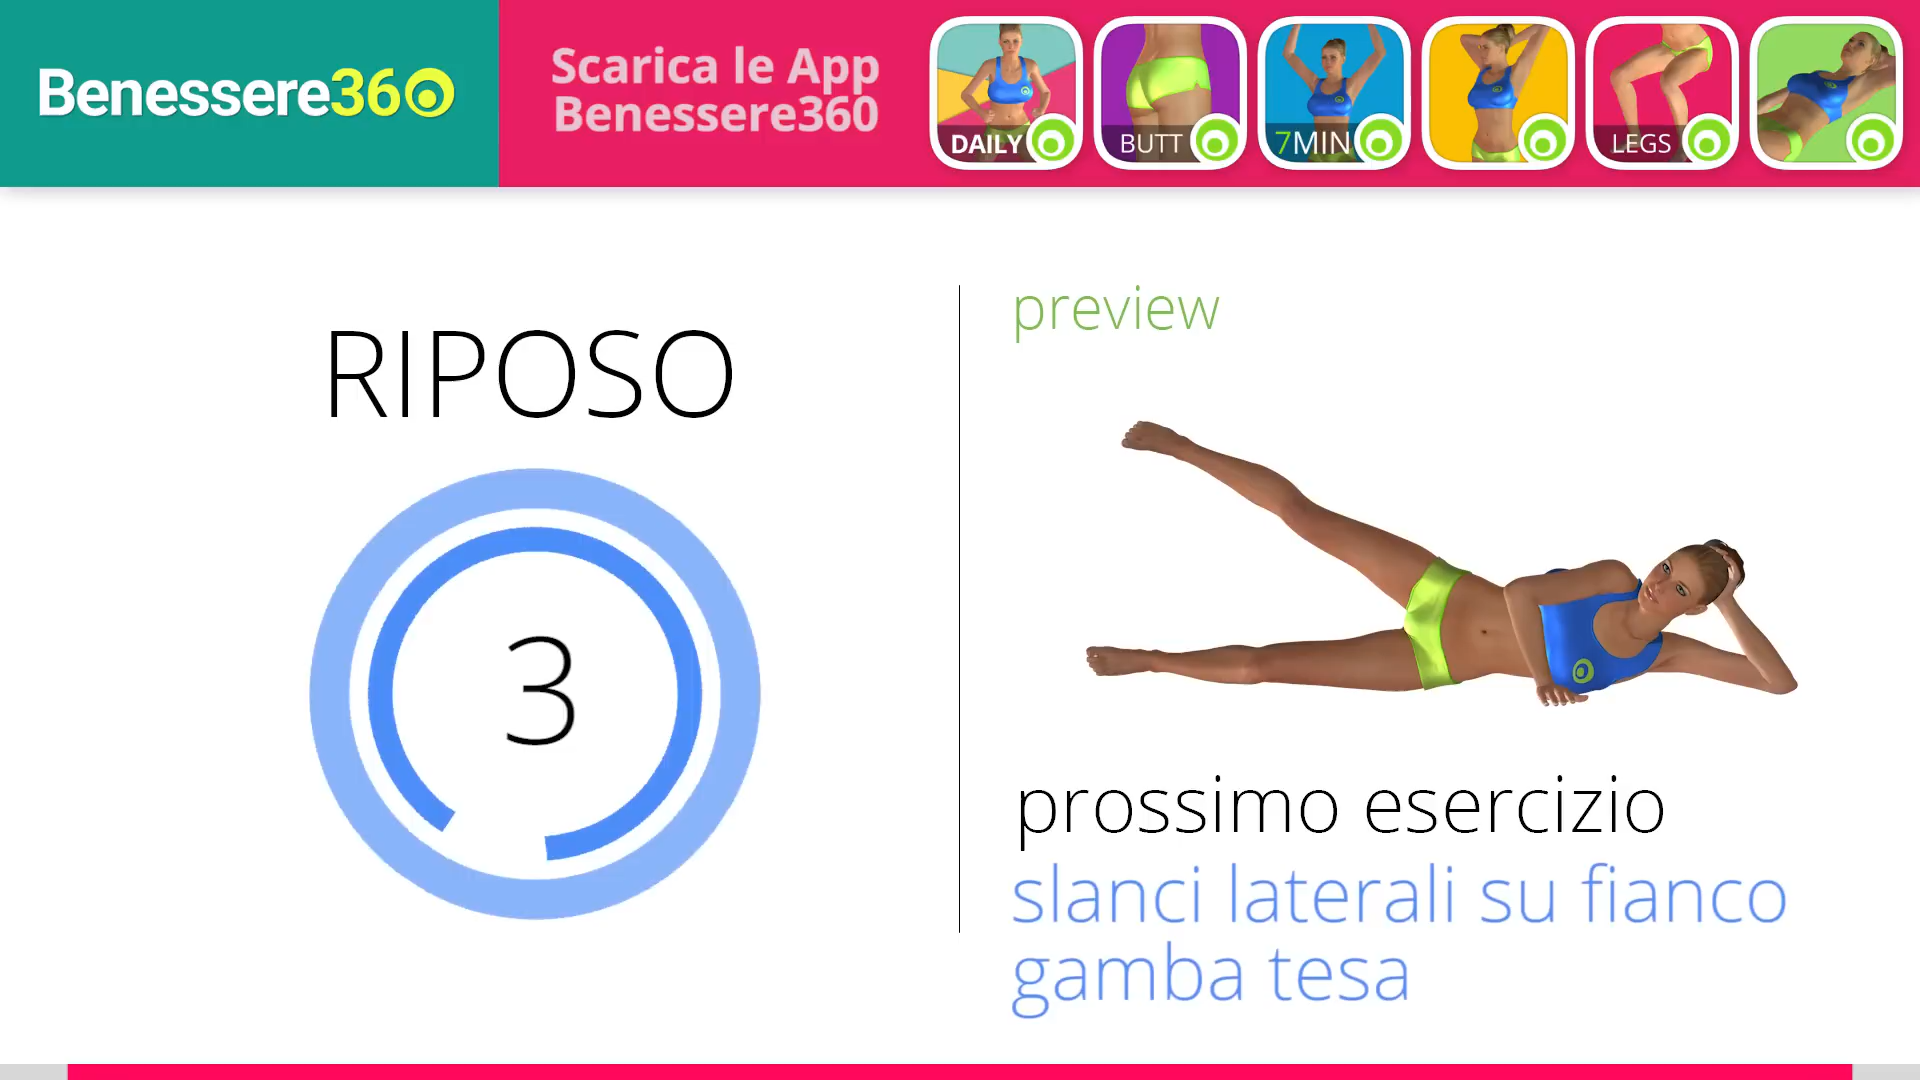 Benessere360
Scarica le App
Benessere360
DAILY
BUTT
7MIN
LEGS
RIPOSO
3
preview
prossimo esercizio
slanci laterali su fianco
gamba tesa